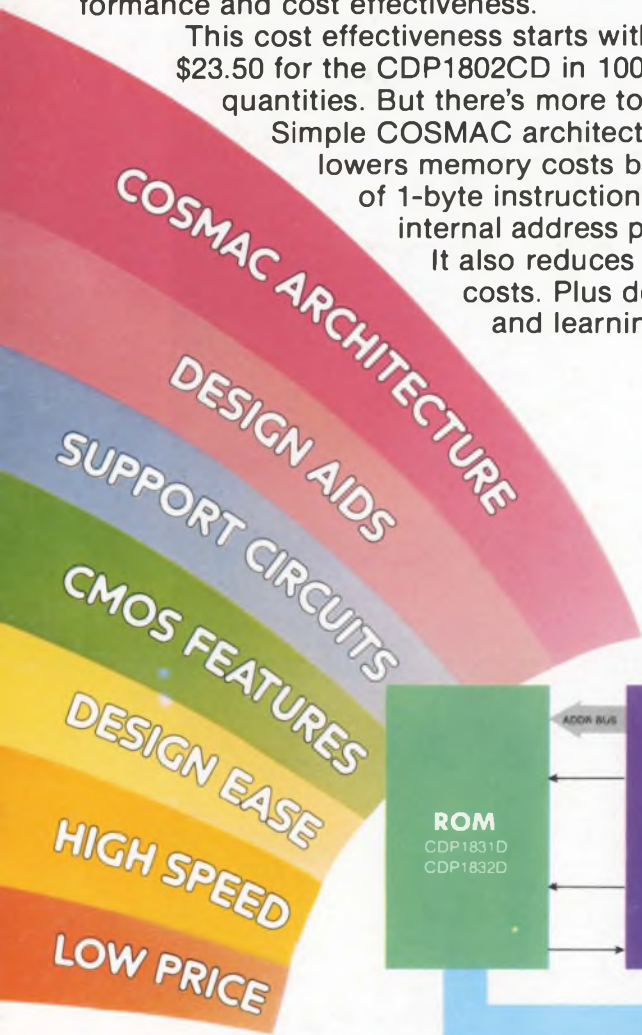 formance and cost effectiveness.
This cost effectiveness starts with
$23.50 for the CDP1802CD in 100
quantities. But there's more to
Simple COSMAC architect
lowers memory costs b
of 1-byte instruction
internal address p
It also reduces
costs. Plus de
and learnin
COSMAC ARCHITECTURE
DESIGN AIDS
SUPPORT CIRCUITS
CMOS FEATURES
DESIGN EASE
HIGH SPEED
LOW PRICE
ADDR BUS
ROM
CDP1831D
CDP1832D